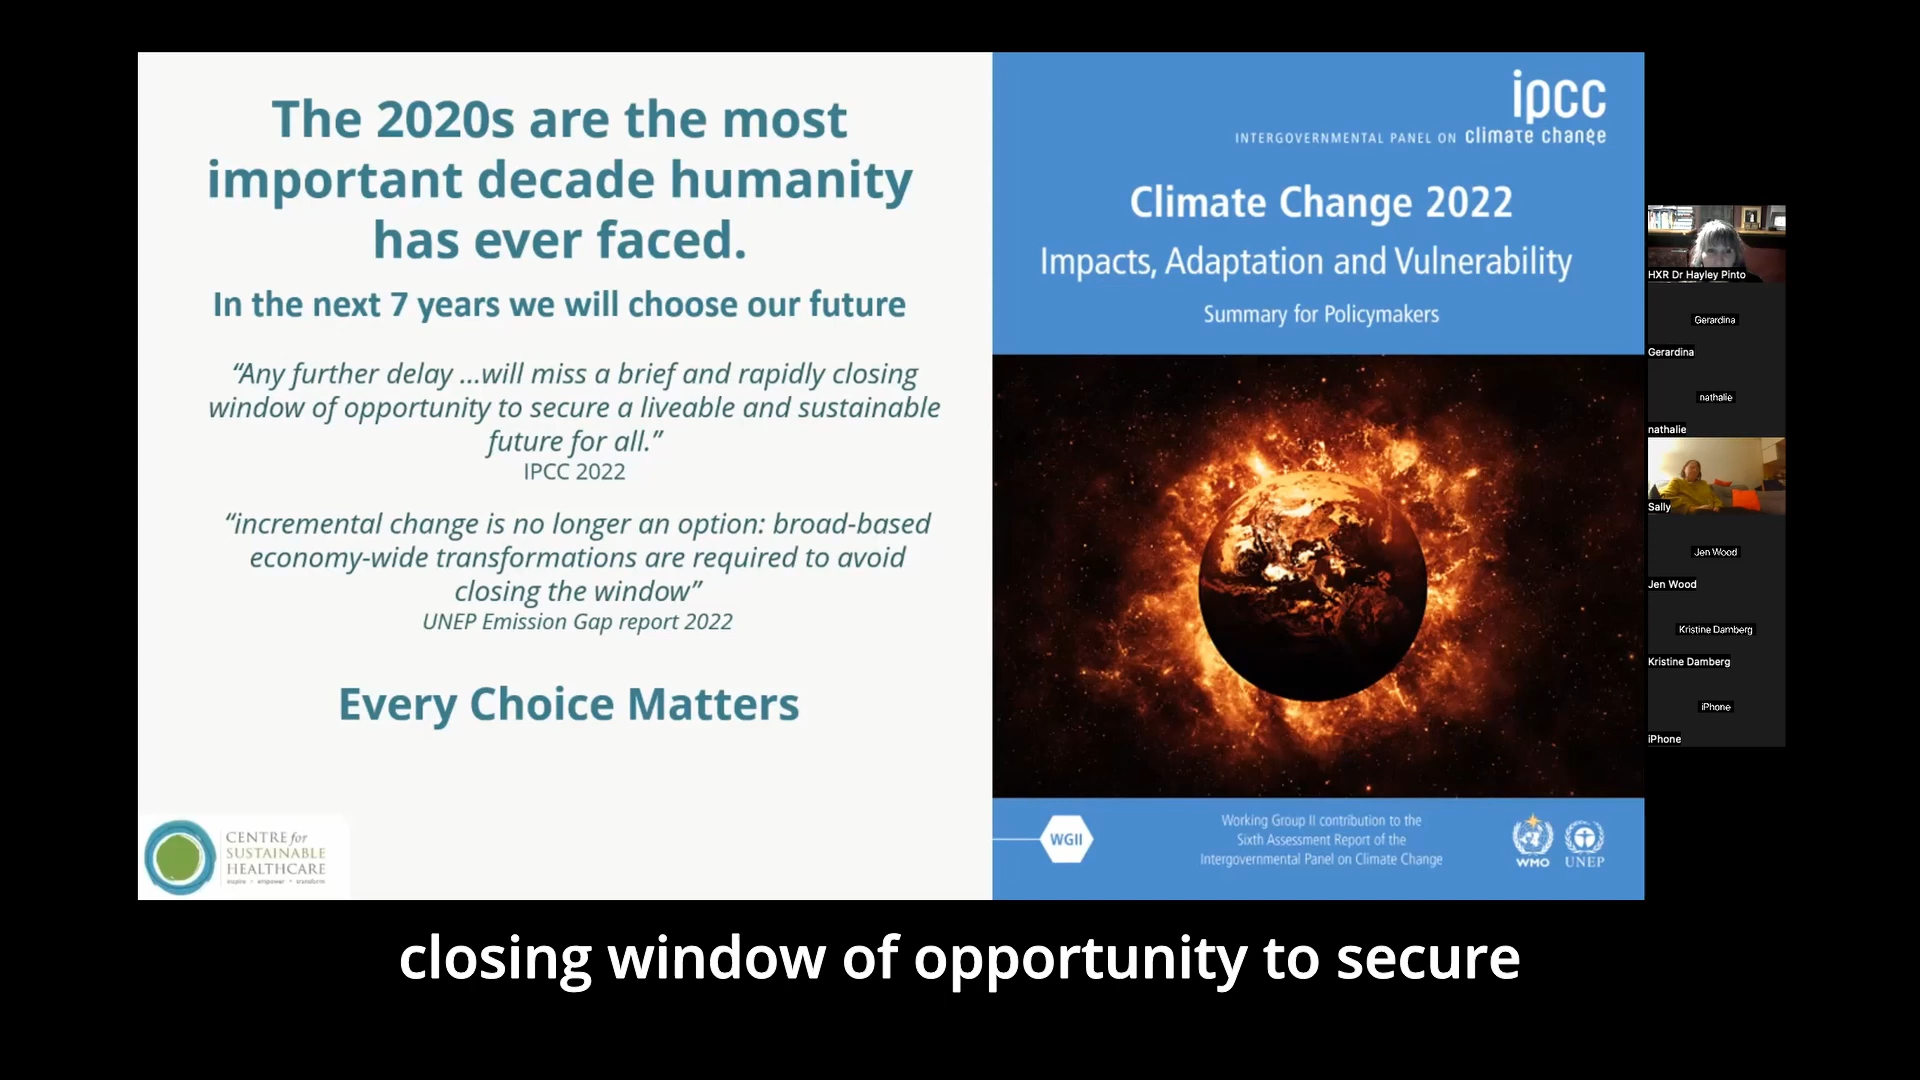 The 2020s are the most
important decade humanity
has ever faced.
In the next 7 years we will choose our future
“Any further delay ...will miss a brief and rapidly closing
window of opportunity to secure a liveable and sustainable
future for all.”
IPCC 2022
“incremental change is no longer an option: broad-based
economy-wide transformations are required to avoid
closing the window”
UNEP Emission Gap report 2022
Every Choice Matters
CENTRE for
SUSTAINABLE
HEALTHCARE
inspire • empower • transform
ipcc
INTERGOVERNMENTAL PANEL ON climate change
Climate Change 2022
Impacts, Adaptation and Vulnerability
Summary for Policymakers
WGII
Working Group II contribution to the
Sixth Assessment Report of the
Intergovernmental Panel on Climate Change
WMO
UNEP
HXR Dr Hayley Pinto
Gerardina
Gerardina
nathalie
nathalie
Sally
Jen Wood
Jen Wood
Kristine Damberg
Kristine Damberg
iPhone
iPhone
closing window of opportunity to secure